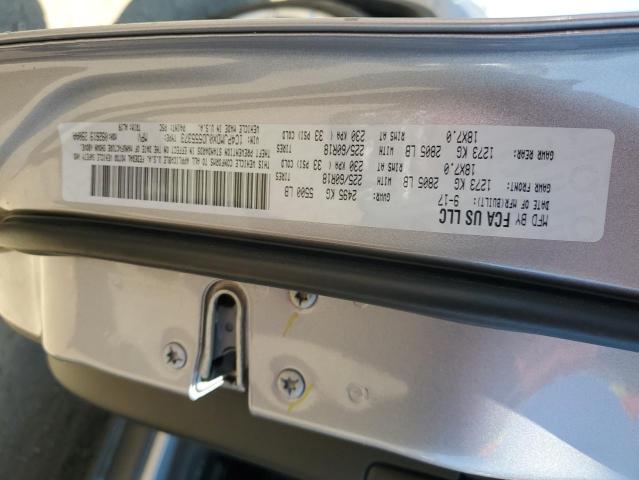 MFD BY FCA US LLC
DATE OF MFR(BUILT): 9-17 GVWR: 2495 KG 5500 LB
GAWR FRONT: 1273 KG 2805 LB WITH 225/60R18 TIRES
18X7.0 RIMS AT 230 KPA( 33 PSI) COLD
GAWR REAR: 1273 KG 2805 LB WITH 225/60R18 TIRES
18X7.0 RIMS AT 230 KPA( 33 PSI) COLD
THIS VEHICLE CONFORMS TO ALL APPLICABLE FEDERAL MOTOR VEHICLE SAFETY AND
THEFT PREVENTION STANDARDS IN EFFECT ON THE DATE OF MANUFACTURE SHOWN ABOVE.
VEHICLE MADE IN U.S.A. PAINT: PSC